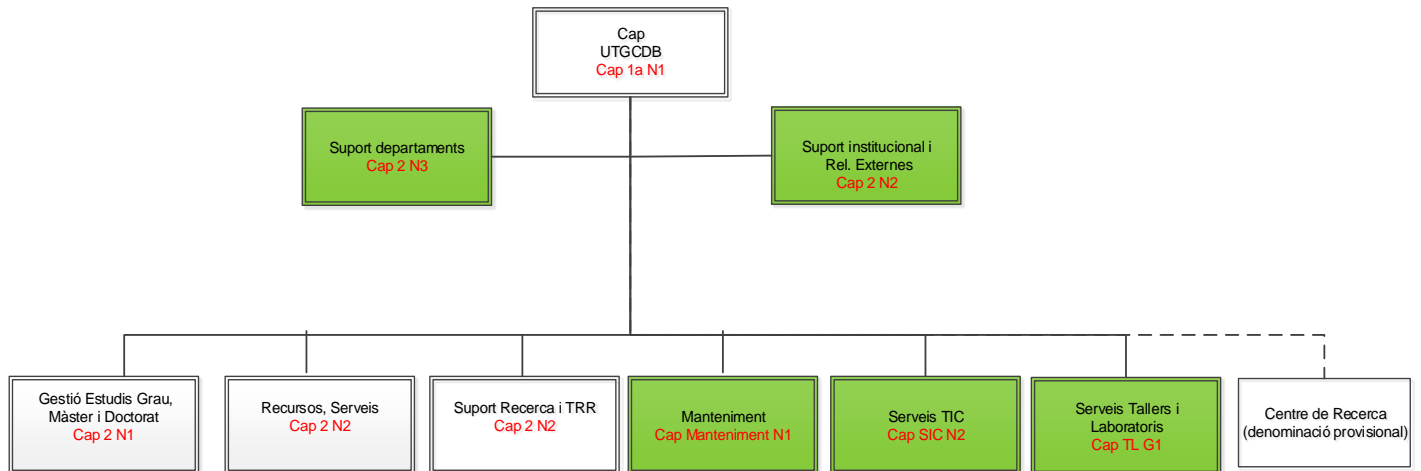 Cap
UTGCDB
Cap 1a N1
Suport departaments
Cap 2 N3
Suport institucional i
Rel. Externes
Cap 2 N2
Gestió Estudis Grau,
Màster i Doctorat
Cap 2 N1
Recursos, Serveis
Cap 2 N2
Suport Recerca i TRR
Cap 2 N2
Manteniment
Cap Manteniment N1
Serveis TIC
Cap SIC N2
Serveis Tallers i
Laboratoris
Cap TL G1
Centre de Recerca
(denominació provisional)